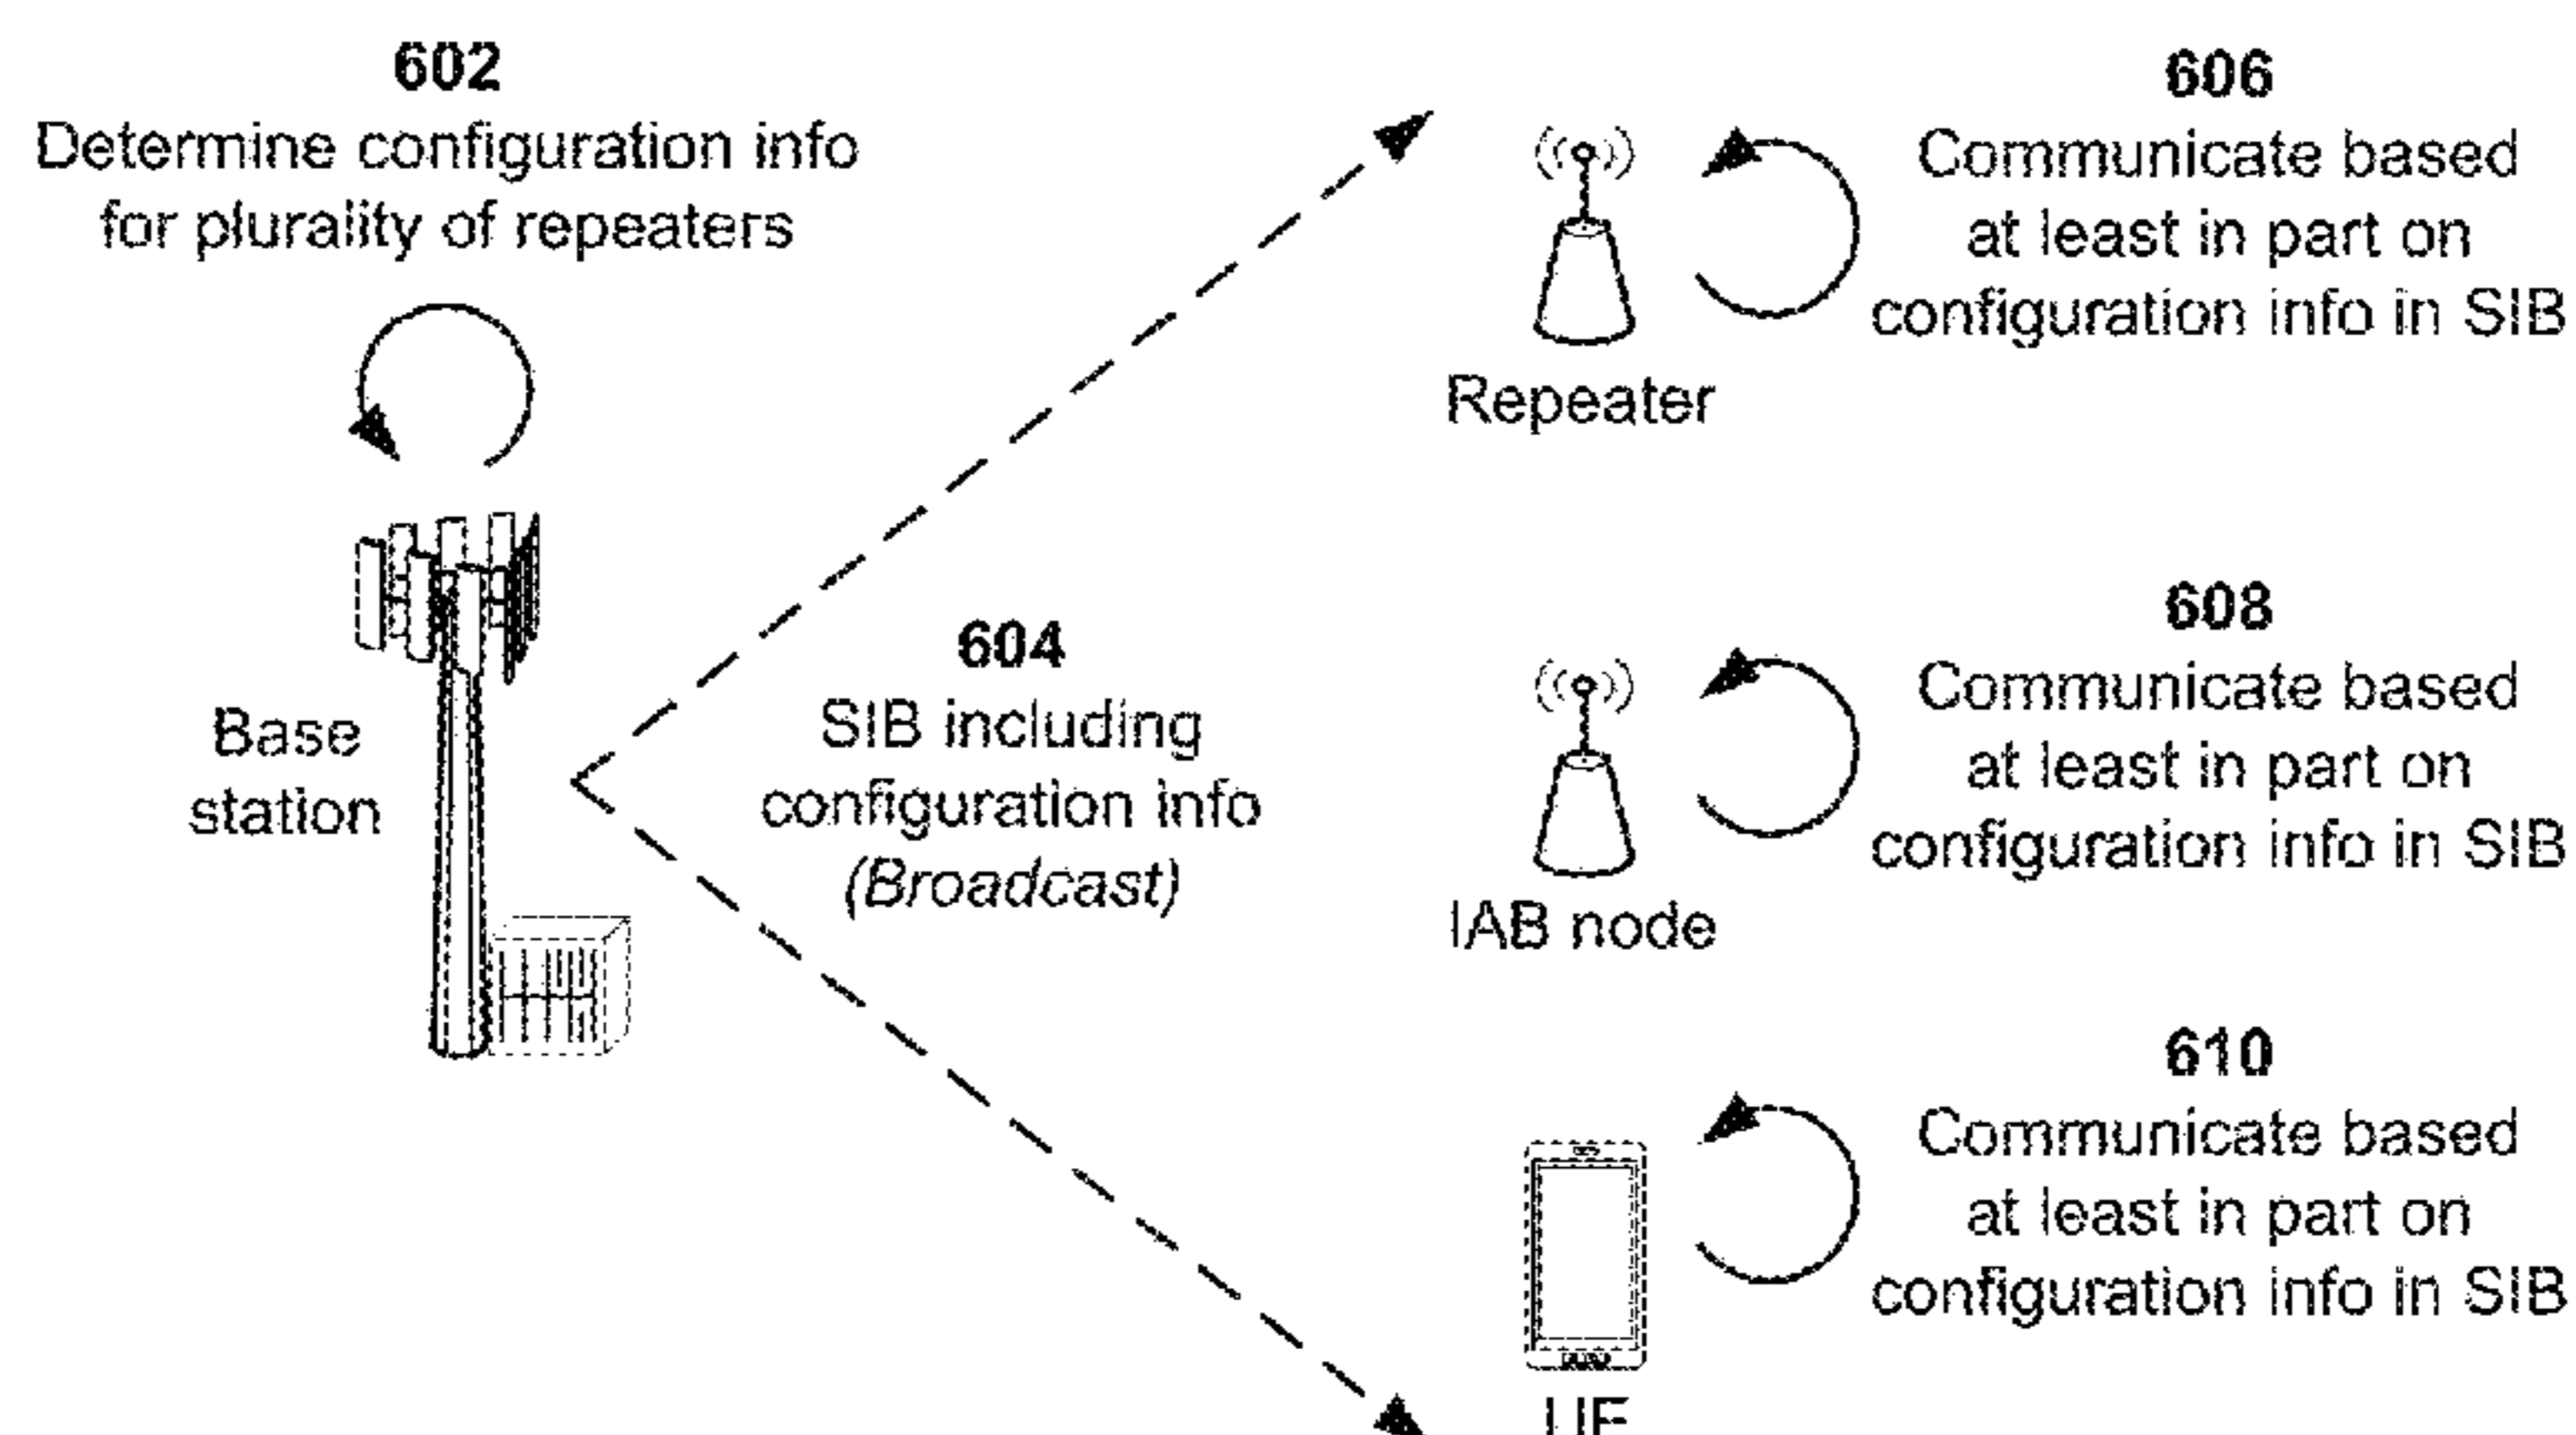 602
Determine configuration info
for plurality of repeaters
Base
station
604
SIB including
configuration info
(Broadcast)
606
Communicate based
at least in part on
configuration info in SIB
Repeater
608
Communicate based
at least in part on
configuration info in SIB
IAB node
610
Communicate based
at least in part on
configuration info in SIB
UE